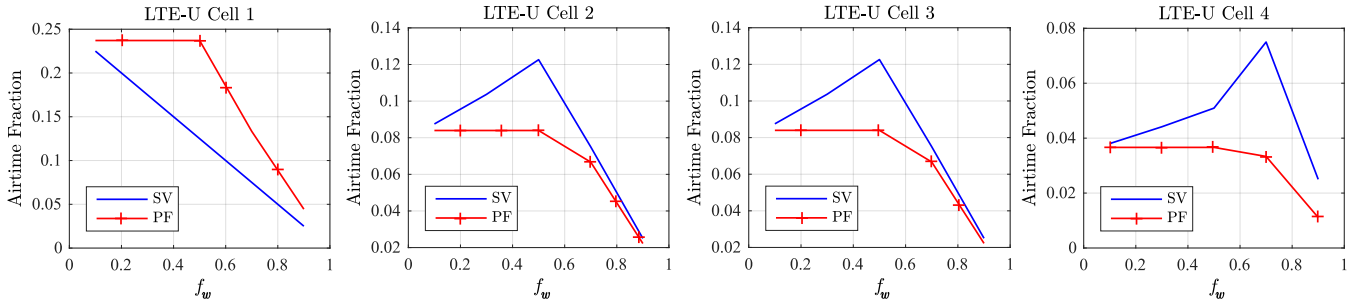 LTE-U Cell 1
0.25
0.2
0.15
0.1
0.05
0
Airtime Fraction
SV
PF
0 0.2 0.4 0.6 0.8 1
f_w
LTE-U Cell 2
0.14
0.12
0.1
0.08
0.06
0.04
0.02
Airtime Fraction
SV
PF
0 0.2 0.4 0.6 0.8 1
f_w
LTE-U Cell 3
0.14
0.12
0.1
0.08
0.06
0.04
0.02
Airtime Fraction
SV
PF
0 0.2 0.4 0.6 0.8 1
f_w
LTE-U Cell 4
0.08
0.06
0.04
0.02
0
Airtime Fraction
SV
PF
0 0.2 0.4 0.6 0.8 1
f_w